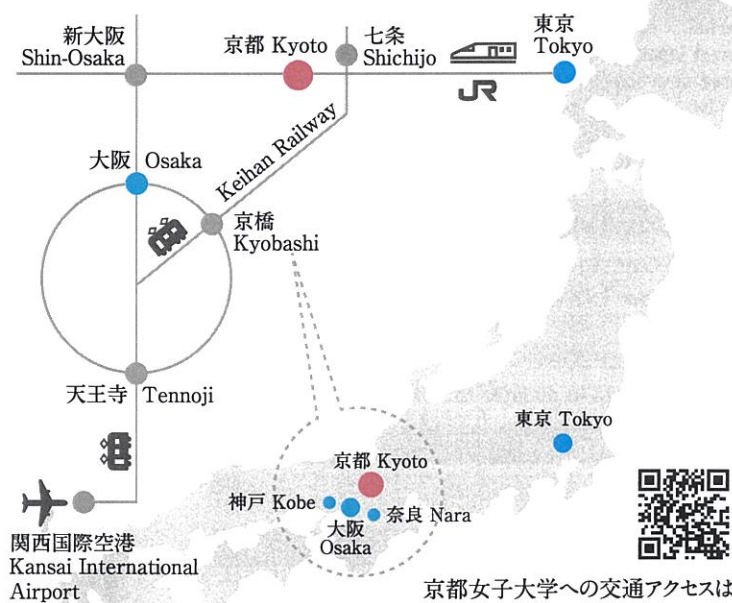 新大阪
Shin-Osaka
京都 Kyoto
七条
Shichijo
JR
東京
Tokyo
大阪 Osaka
Keihan Railway
京橋
Kyobashi
天王寺 Tennoji
関西国際空港
Kansai International
Airport
東京 Tokyo
京都 Kyoto
神戸 Kobe
大阪
Osaka
奈良 Nara
京都女子大学への交通アクセスは